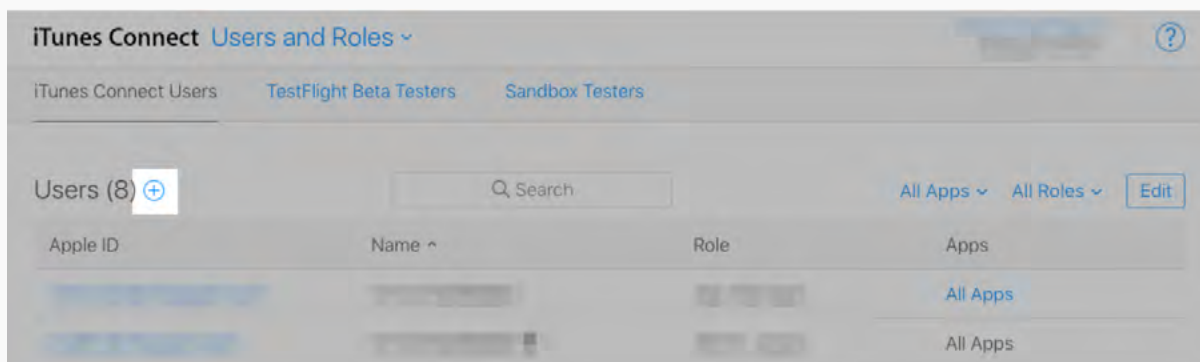 iTunes Connect Users and Roles
iTunes Connect Users TestFlight Beta Testers Sandbox Testers
Users (8) Search All Apps All Roles Edit
Apple ID Name Role Apps
All Apps
All Apps